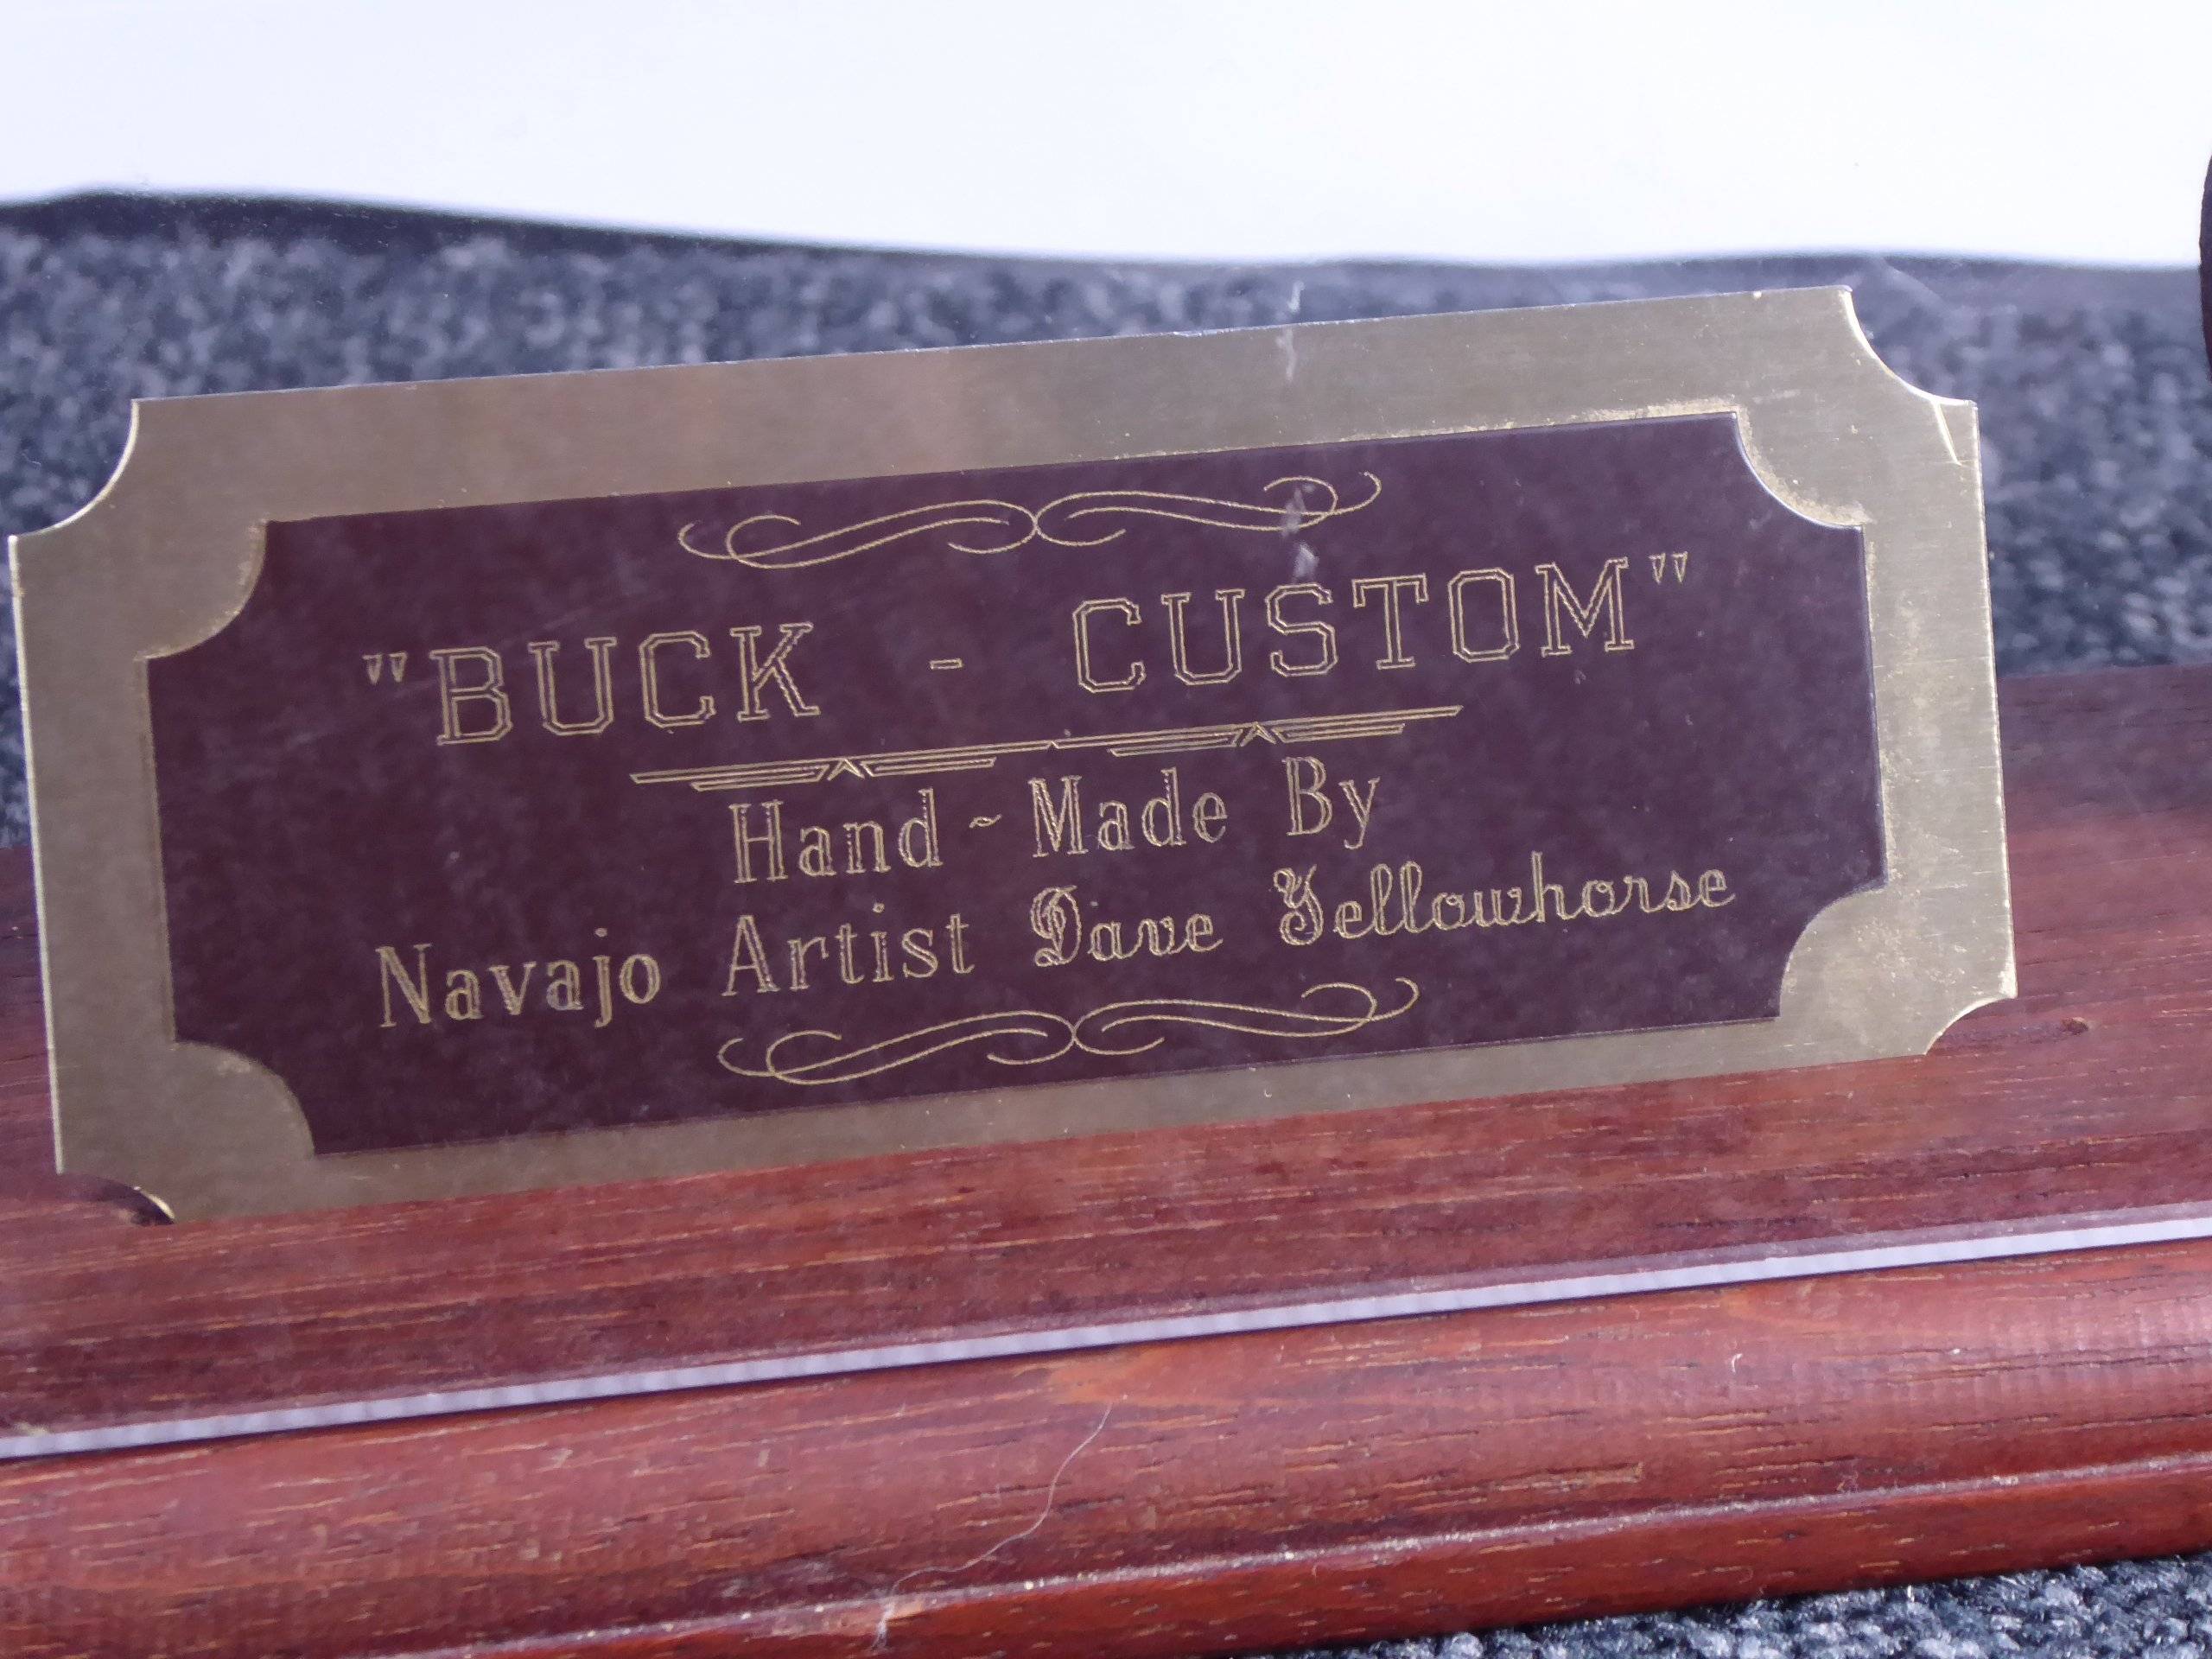 "BUCK - CUSTOM"
Hand ~ Made By
Navajo Artist Dave Yellowhorse